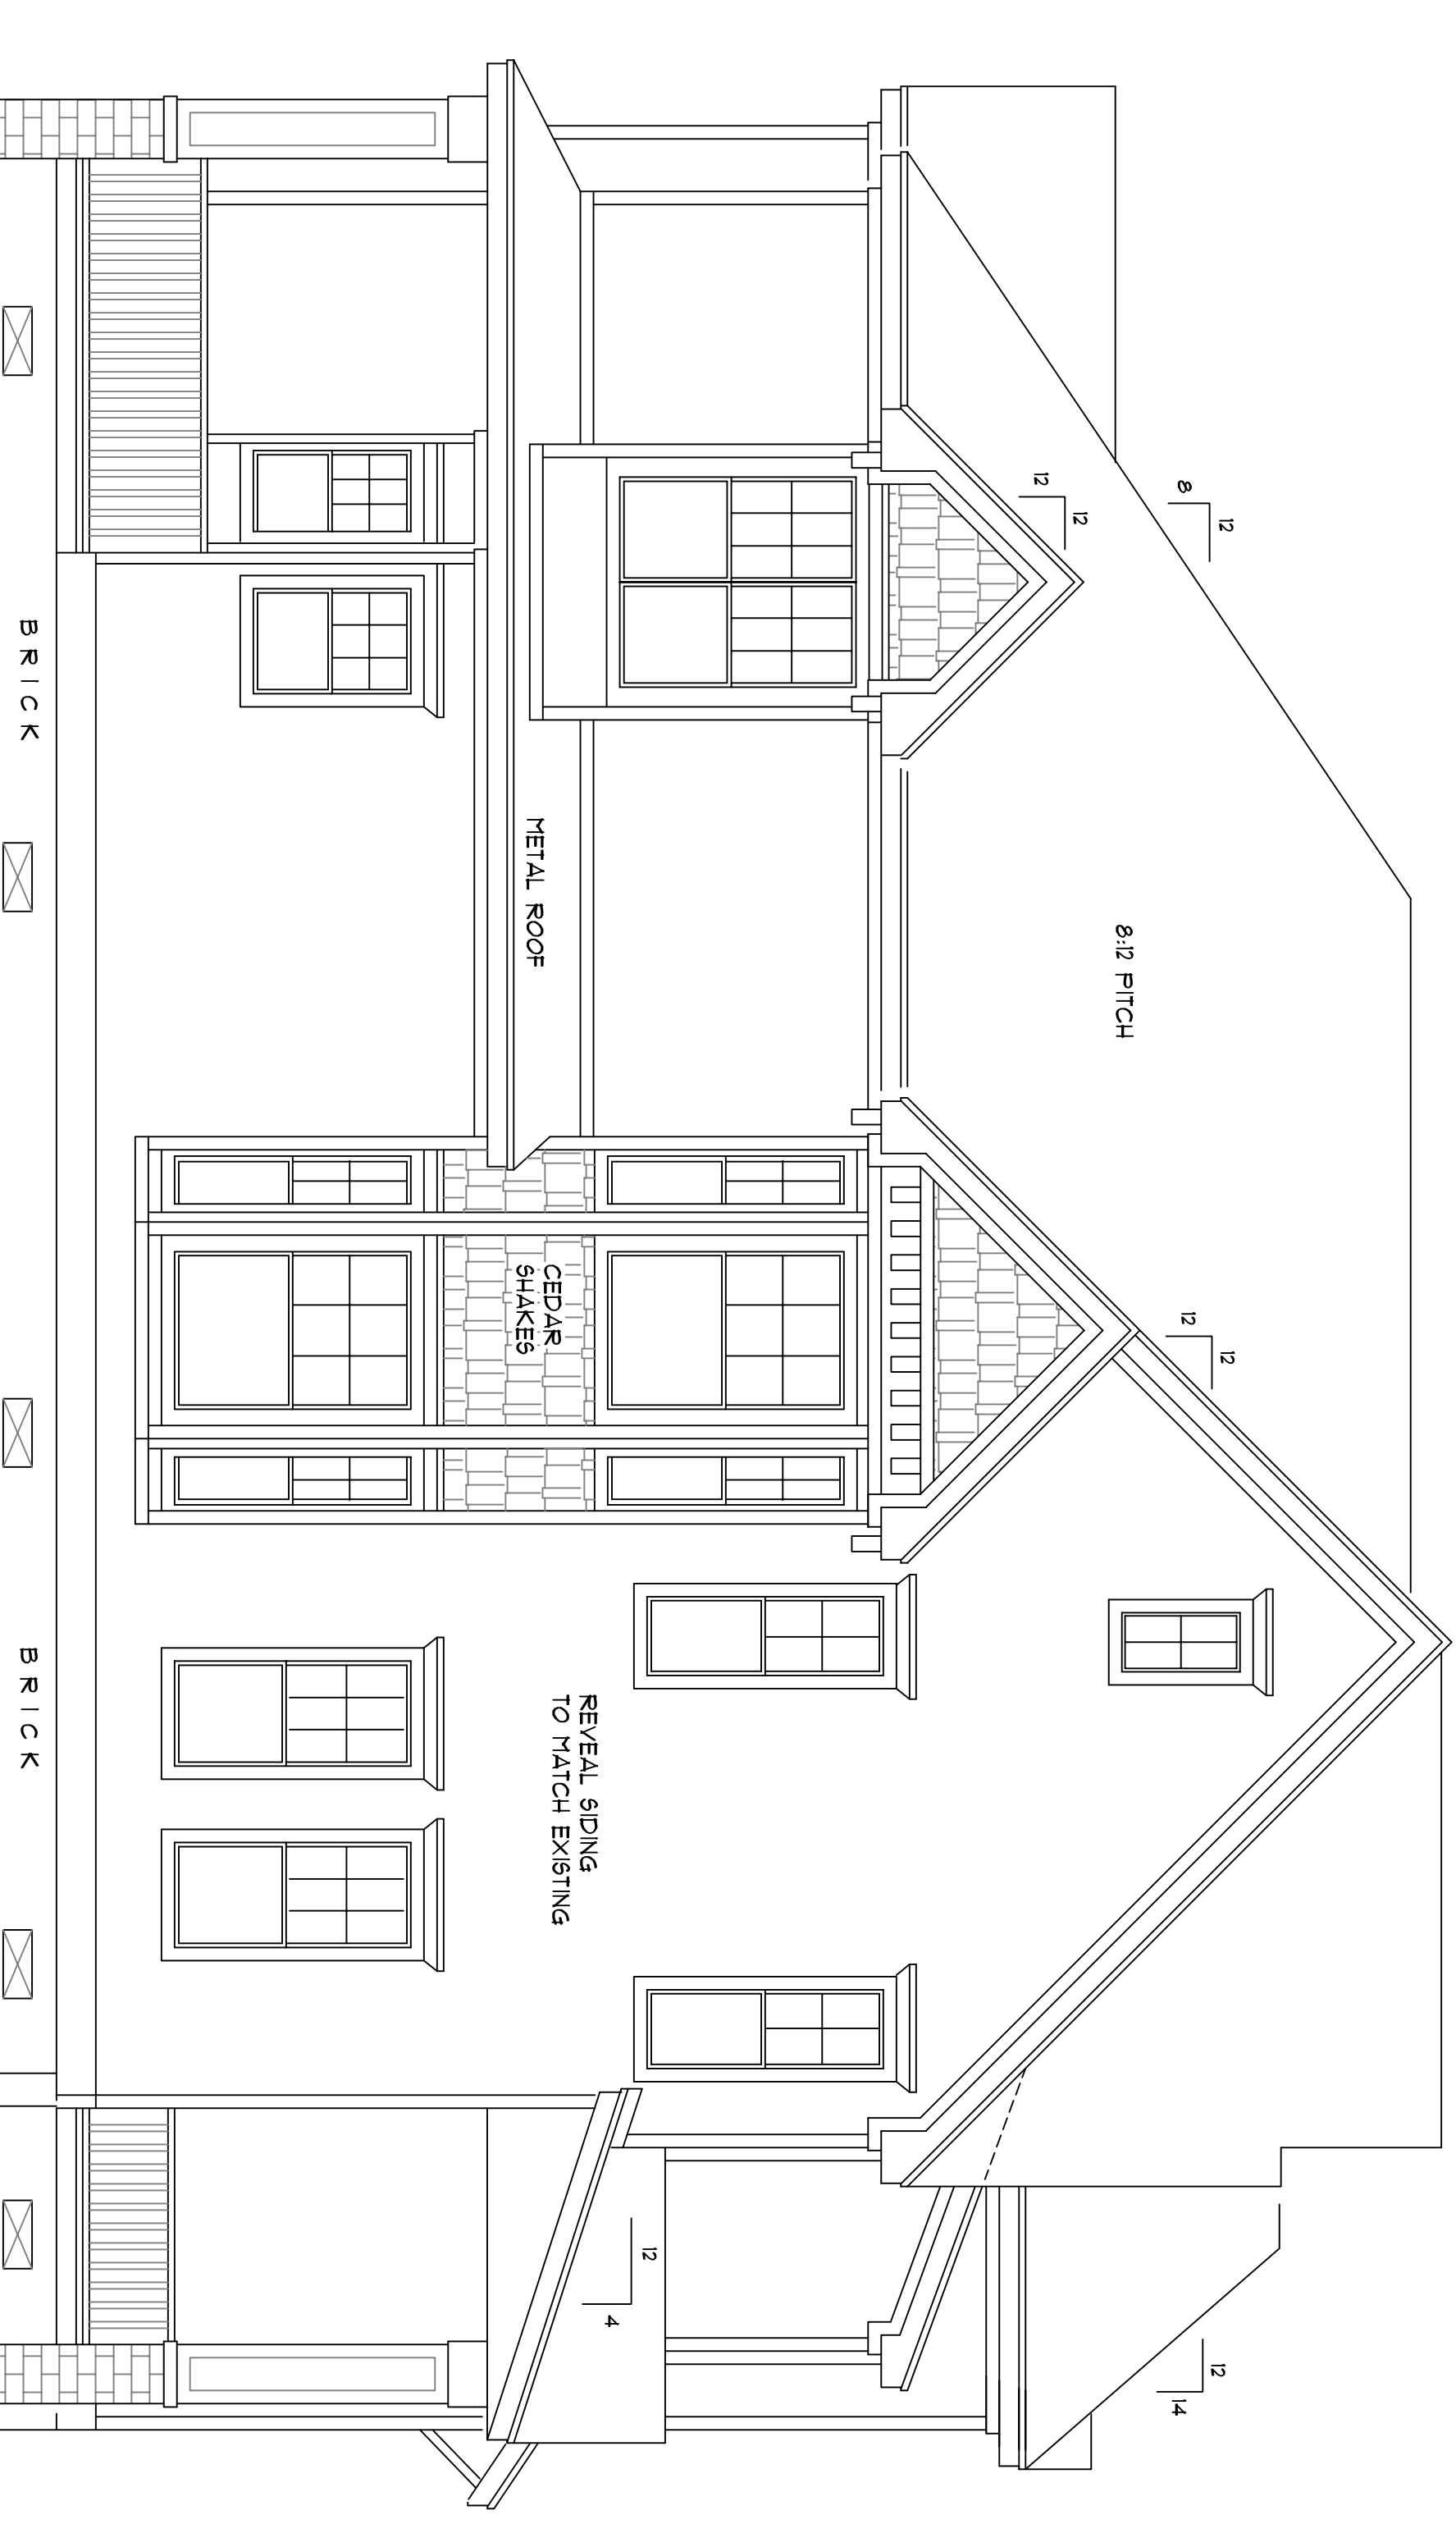 8
12
12
12
8:12 PITCH
12
12
METAL ROOF
CEDAR
SHAKES
REVEAL SIDING
TO MATCH EXISTING
12
14
12
4
BRICK
BRICK